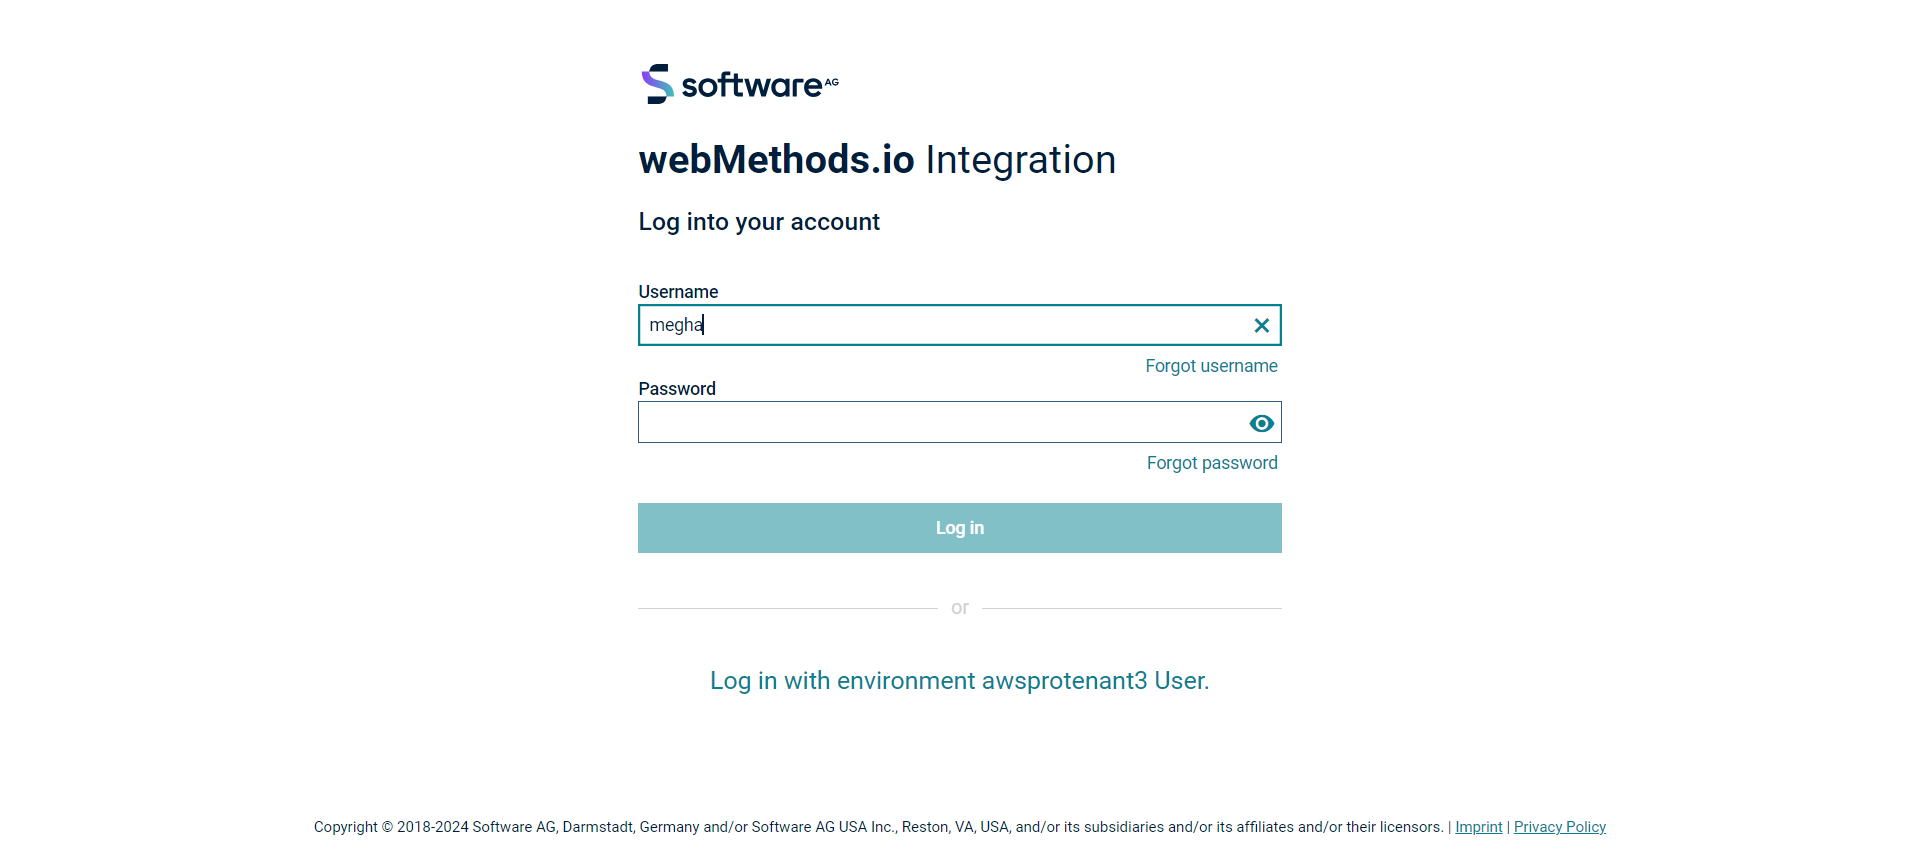 software AG
webMethods.io Integration
Log into your account
Username
megha
Forgot username
Password
Forgot password
Log in
or
Log in with environment awsprotenant3 User.
Copyright © 2018-2024 Software AG, Darmstadt, Germany and/or Software AG USA Inc., Reston, VA, USA, and/or its subsidiaries and/or its affiliates and/or their licensors. | Imprint | Privacy Policy